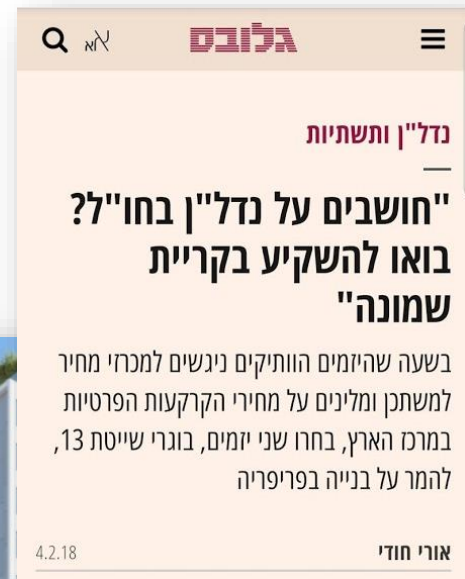 אוא
גלובס
נדל"ן ותשתיות
"חושבים על נדל"ן בחו"ל?
בואו להשקיע בקריית
שמונה"
בשעה שהיזמים הוותיקים ניגשים למכרזי מחיר
למשתכן ומלינים על מחירי הקרקעות הפרטיות
במרכז הארץ, בחרו שני יזמים, בוגרי שייטת 13,
להמר על בנייה בפריפריה
אורי חודי
4.2.18